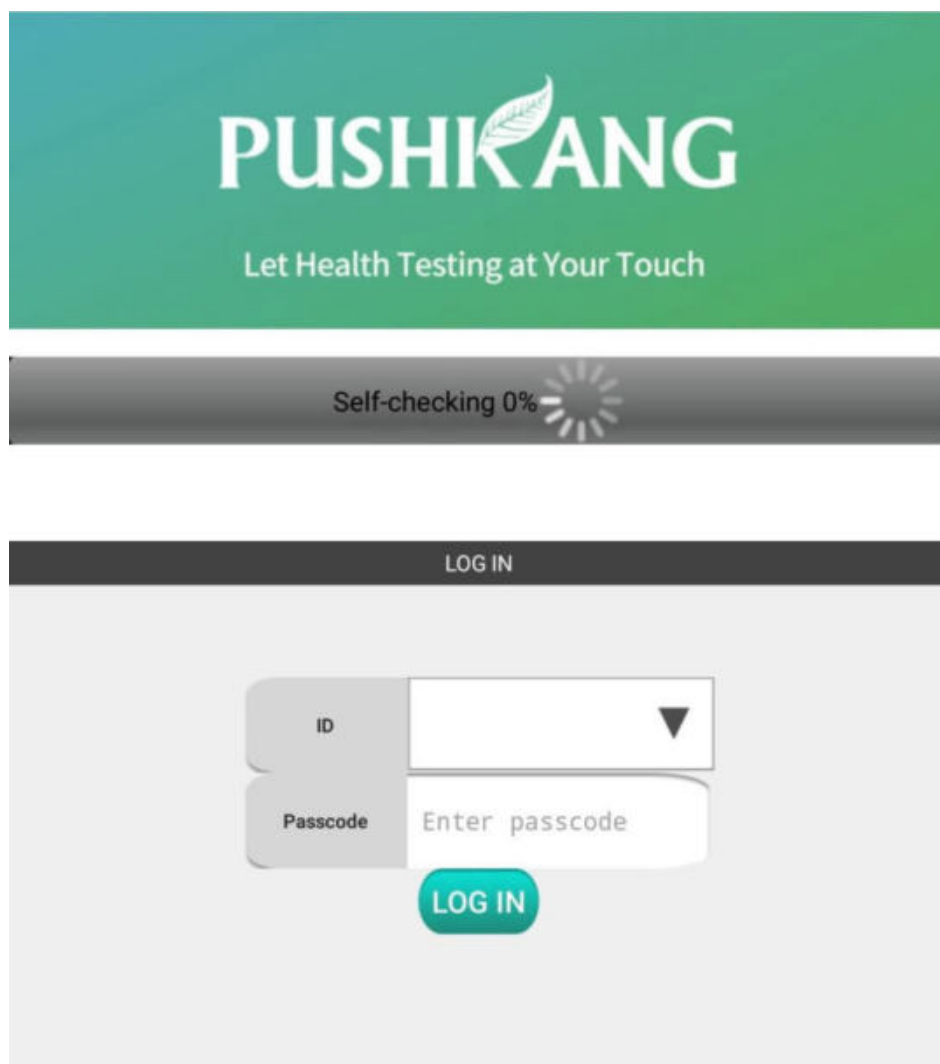 PUSHKANG
Let Health Testing at Your Touch
Self-checking 0%
LOG IN
ID
Passcode
Enter passcode
LOG IN